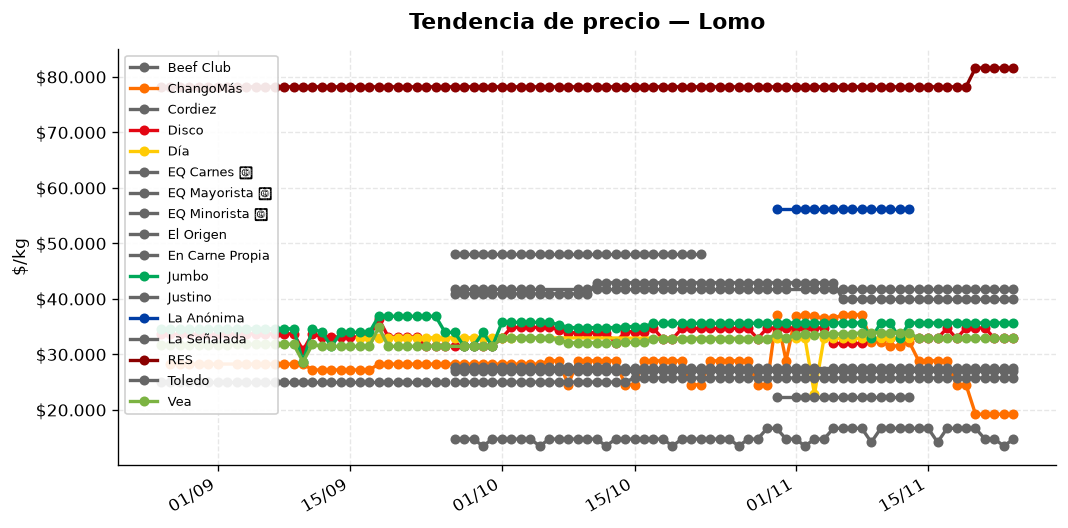 Tendencia de precio — Lomo
$/kg
$80.000
$70.000
$60.000
$50.000
$40.000
$30.000
$20.000
Beef Club
ChangoMás
Cordiez
Disco
Día
EQ Carnes
EQ Mayorista
EQ Minorista
El Origen
En Carne Propia
Jumbo
Justino
La Anónima
La Señalada
RES
Toledo
Vea
01/09
15/09
01/10
15/10
01/11
15/11